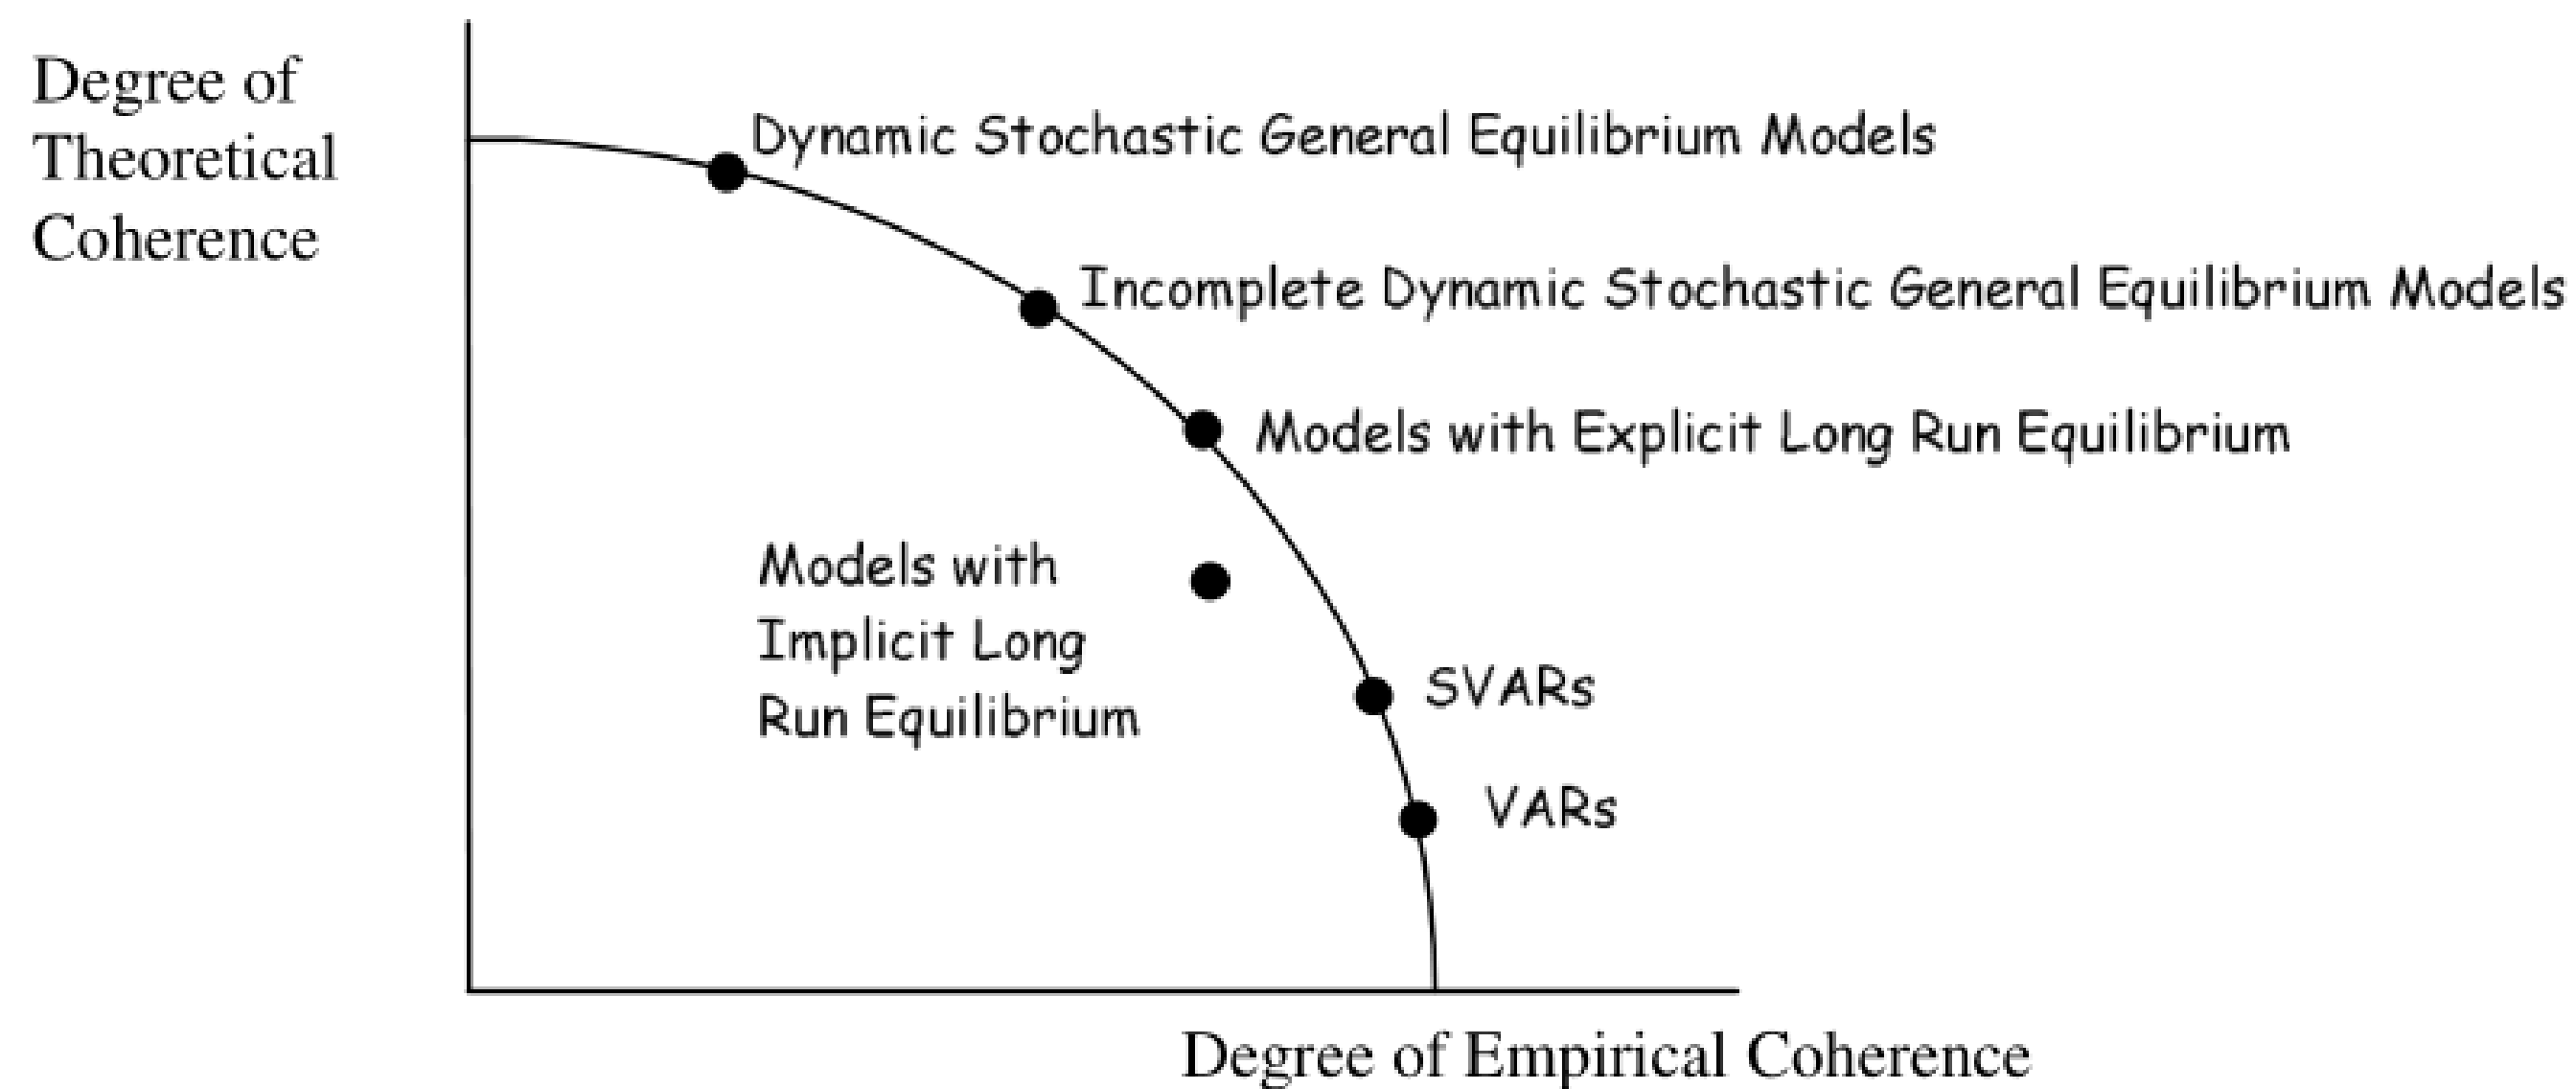 Degree of
Theoretical
Coherence
Dynamic Stochastic General Equilibrium Models
Incomplete Dynamic Stochastic General Equilibrium Models
Models with Explicit Long Run Equilibrium
Models with
Implicit Long
Run Equilibrium
SVARs
VARs
Degree of Empirical Coherence